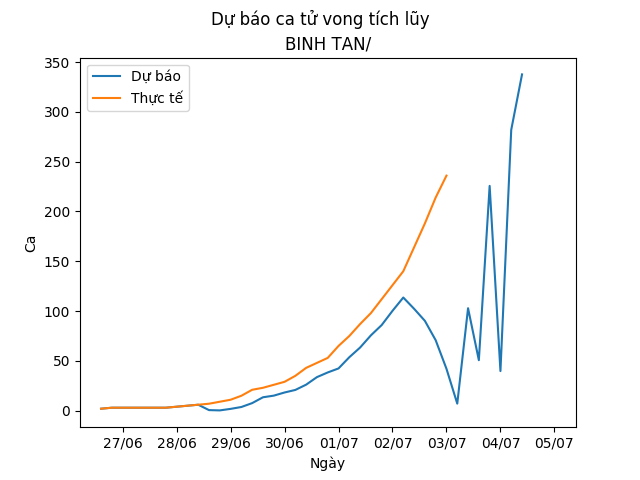 Dự báo ca tử vong tích lũy
BINH TAN/
Dự báo
Thực tế
350
300
250
200
150
100
50
0
Ca
27/06 28/06 29/06 30/06 01/07 02/07 03/07 04/07 05/07
Ngày